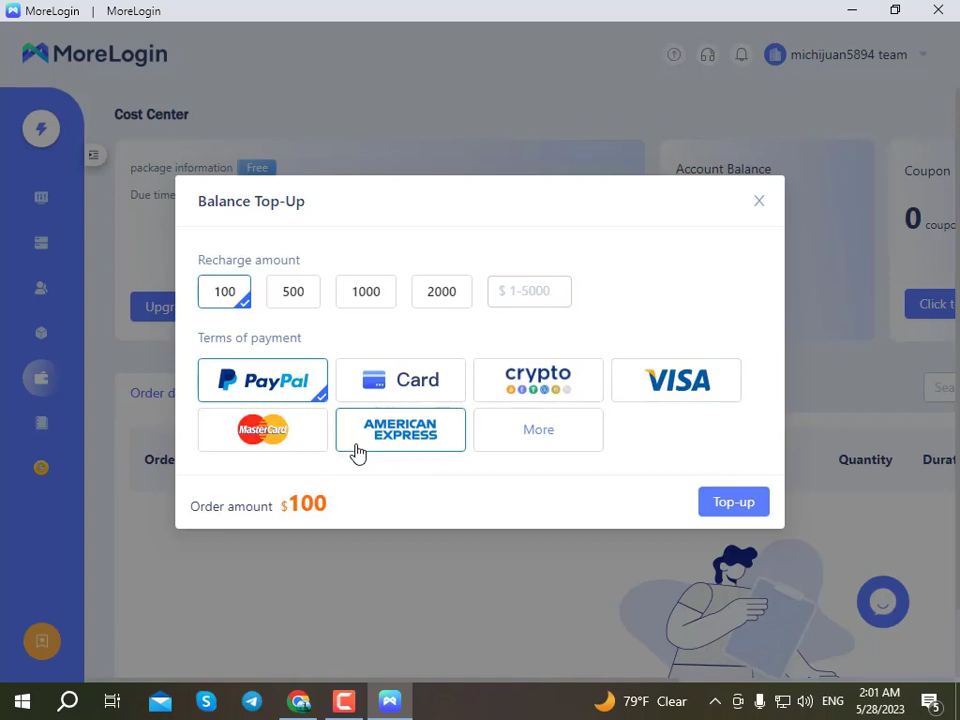 MoreLogin | MoreLogin
MoreLogin
michijuan5894 team
Cost Center
package information Free
Due time
Account Balance
Coupon
0 coupo
Upgr
Click t
Balance Top-Up
Recharge amount
100 500 1000 2000 $ 1-5000
Terms of payment
PayPal Card crypto VISA
MasterCard AMERICAN EXPRESS More
Order amount $100
Top-up
Order d
Sea
Orde
Quantity Durat
79°F Clear
ENG
2:01 AM
5/28/2023
5